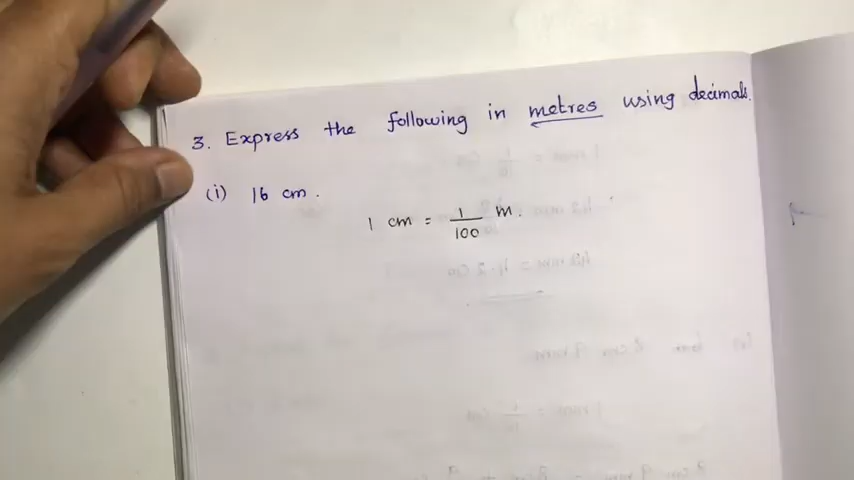 3. Express the following in metres using decimals.
(i) 16 cm.
1 cm = 1/100 m.